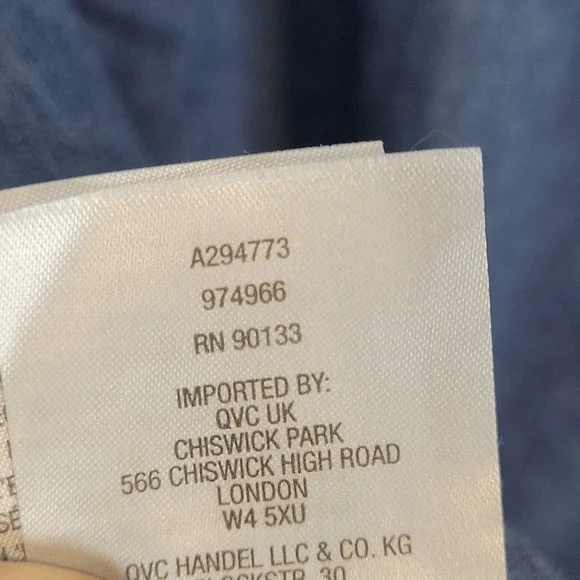 A294773
974966
RN 90133
IMPORTED BY:
QVC UK
CHISWICK PARK
566 CHISWICK HIGH ROAD
LONDON
W4 5XU
QVC HANDEL LLC & CO. KG
30